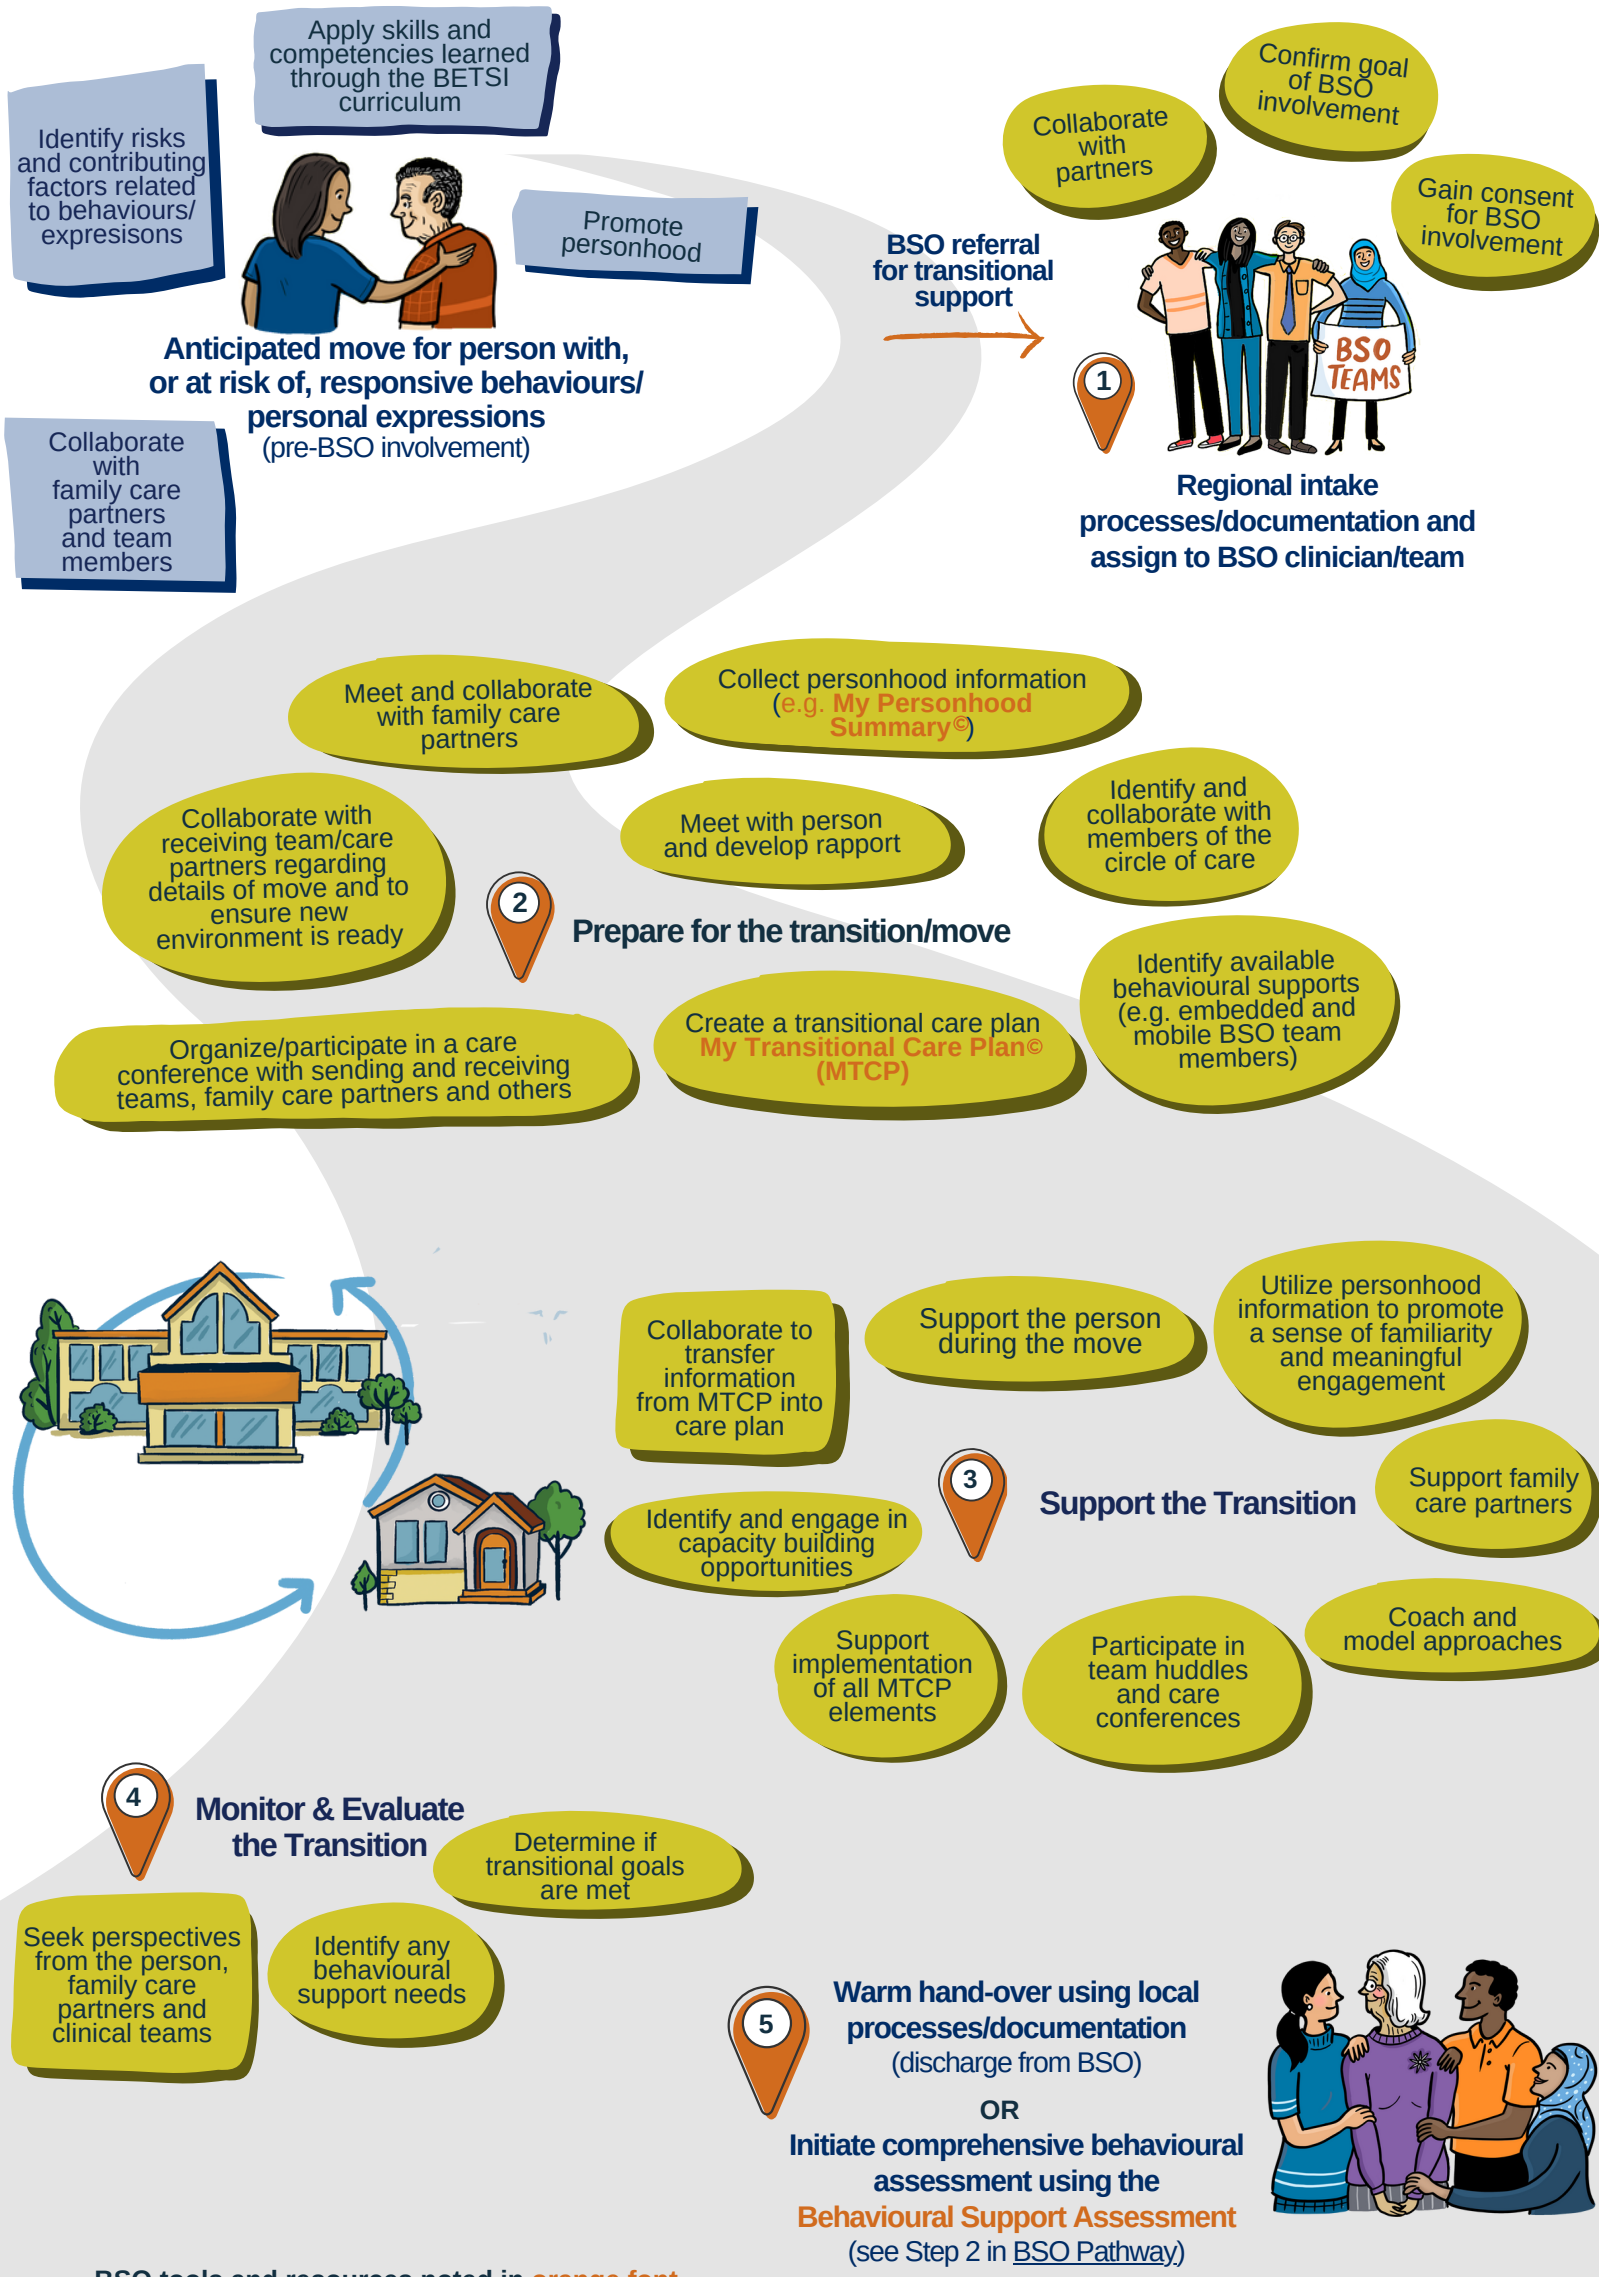 Apply skills and
competencies learned
through the BETSI
curriculum
Identify risks
and contributing
factors related
to behaviours/
expresisons
Promote
personhood
Anticipated move for person with,
or at risk of, responsive behaviours/
personal expressions
(pre-BSO involvement)
Collaborate
with
family care
partners
and team
members
BSO referral
for transitional
support
Collaborate
with
partners
Confirm goal
of BSO
involvement
Gain consent
for BSO
involvement
BSO
TEAMS
1
Regional intake
processes/documentation and
assign to BSO clinician/team
Meet and collaborate
with family care
partners
Collect personhood information
(e.g. My Personhood
Summary©)
Collaborate with
receiving team/care
partners regarding
details of move and to
ensure new
environment is ready
Meet with person
and develop rapport
Identify and
collaborate with
members of the
circle of care
2
Prepare for the transition/move
Identify available
behavioural supports
(e.g. embedded and
mobile BSO team
members)
Organize/participate in a care
conference with sending and receiving
teams, family care partners and others
Create a transitional care plan
My Transitional Care Plan©
(MTCP)
Collaborate to
transfer
information
from MTCP into
care plan
Support the person
during the move
Utilize personhood
information to promote
a sense of familiarity
and meaningful
engagement
3
Support the Transition
Support family
care partners
Identify and engage in
capacity building
opportunities
Support
implementation
of all MTCP
elements
Participate in
team huddles
and care
conferences
Coach and
model approaches
4
Monitor & Evaluate
the Transition
Determine if
transitional goals
are met
Seek perspectives
from the person,
family care
partners and
clinical teams
Identify any
behavioural
support needs
5
Warm hand-over using local
processes/documentation
(discharge from BSO)
OR
Initiate comprehensive behavioural
assessment using the
Behavioural Support Assessment
(see Step 2 in BSO Pathway)
BSO tools and resources noted in orange font